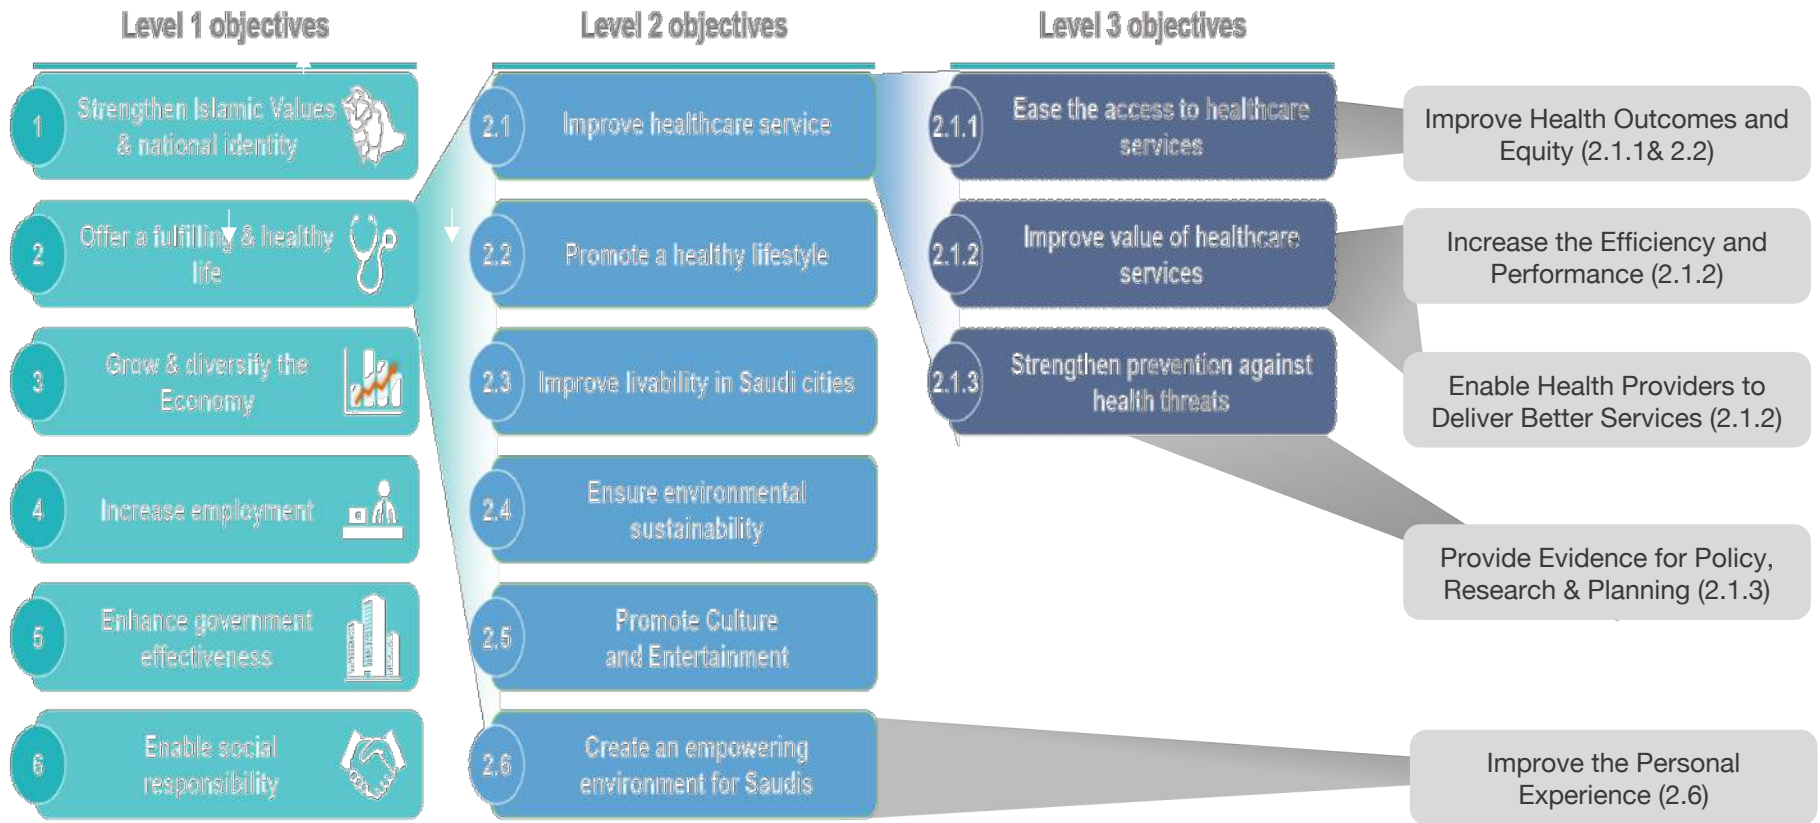 Level 1 objectives
Level 2 objectives
Level 3 objectives
1
Strengthen Islamic Values
& national identity
2
Offer a fulfilling & healthy
life
3
Grow & diversify the
Economy
4
Increase employment
5
Enhance government
effectiveness
6
Enable social
responsibility
2.1
Improve healthcare service
2.2
Promote a healthy lifestyle
2.3
Improve livability in Saudi cities
2.4
Ensure environmental
sustainability
2.5
Promote Culture
and Entertainment
2.6
Create an empowering
environment for Saudis
2.1.1
Ease the access to healthcare
services
2.1.2
Improve value of healthcare
services
2.1.3
Strengthen prevention against
health threats
Improve Health Outcomes and
Equity (2.1.1& 2.2)
Increase the Efficiency and
Performance (2.1.2)
Enable Health Providers to
Deliver Better Services (2.1.2)
Provide Evidence for Policy,
Research & Planning (2.1.3)
Improve the Personal
Experience (2.6)